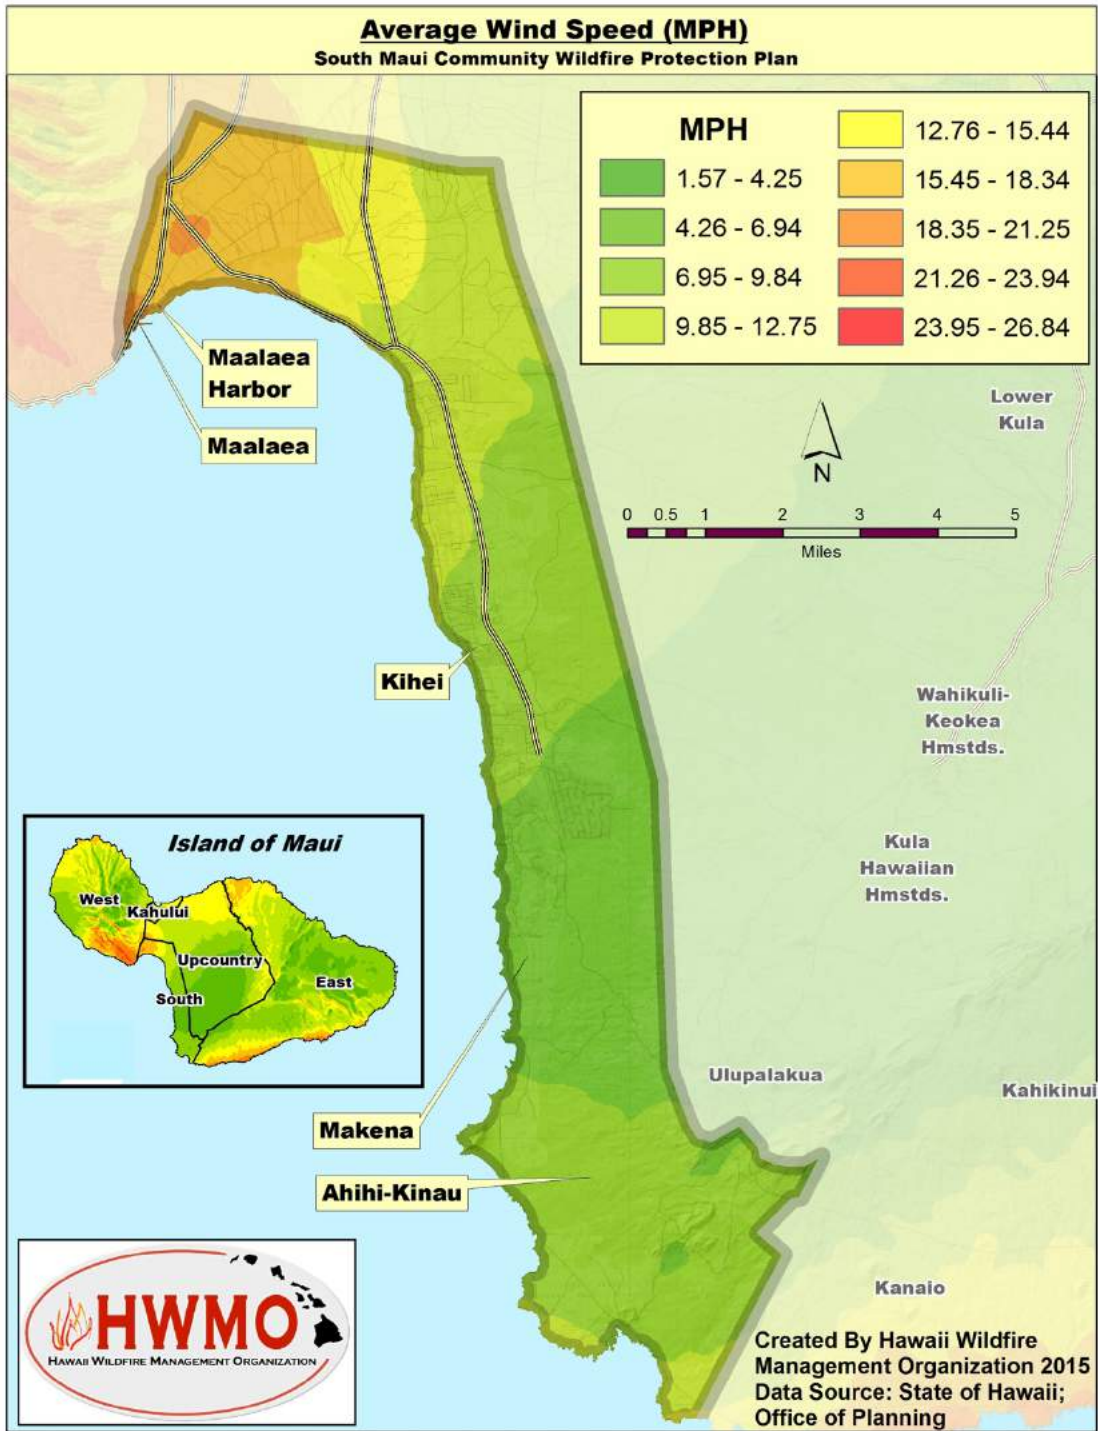 Average Wind Speed (MPH)
South Maui Community Wildfire Protection Plan
MPH
1.57 - 4.25
4.26 - 6.94
6.95 - 9.84
9.85 - 12.75
12.76 - 15.44
15.45 - 18.34
18.35 - 21.25
21.26 - 23.94
23.95 - 26.84
Maalaea
Harbor
Maalaea
Lower
Kula
N
0 0.5 1 2 3 4 5
Miles
Kihei
Wahikuli-
Keokea
Hmstds.
Kula
Hawaiian
Hmstds.
Island of Maui
West
Kahului
Upcountry
East
South
Ulupalakua
Kahikinui
Makena
Ahihi-Kinau
Kanaio
HWMO
HAWAII WILDFIRE MANAGEMENT ORGANIZATION
Created By Hawaii Wildfire
Management Organization 2015
Data Source: State of Hawaii;
Office of Planning